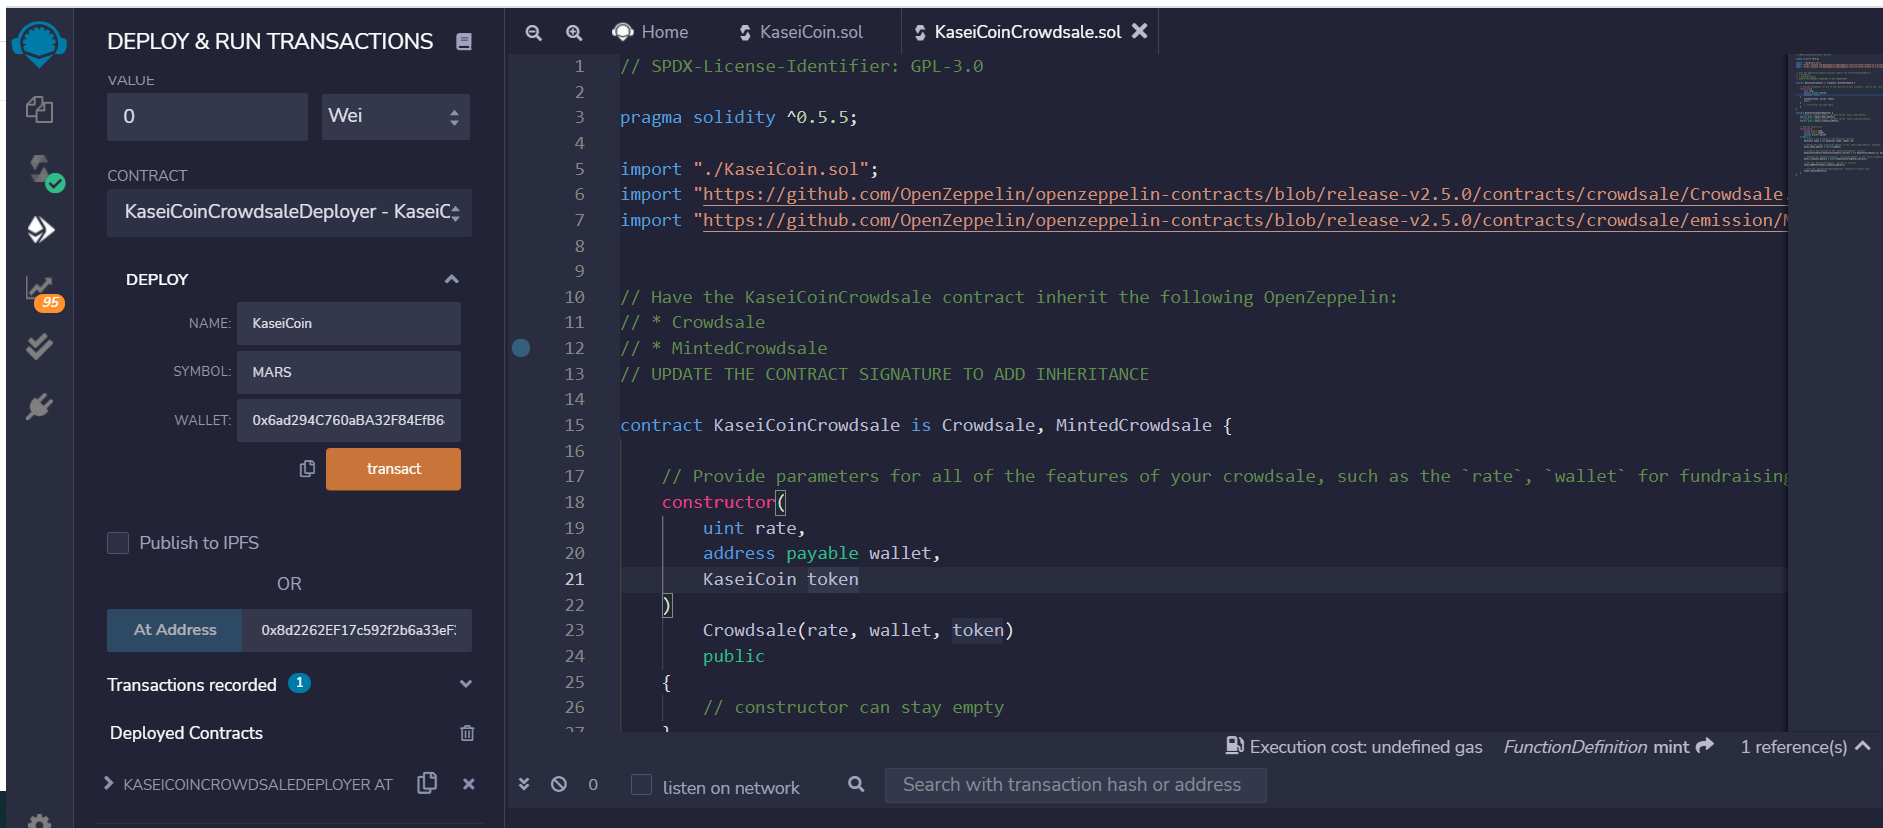 DEPLOY & RUN TRANSACTIONS
VALUE
0
Wei
CONTRACT
KaseiCoinCrowdsaleDeployer - KaseiC
DEPLOY
NAME: KaseiCoin
SYMBOL: MARS
WALLET: 0x6ad294C760aBA32F84EfB6
transact
Publish to IPFS
OR
At Address 0x8d2262EF17c592f2b6a33eF
Transactions recorded 1
Deployed Contracts
KASEICOINCROWDSALEDEPLOYER AT
95
Home
KaseiCoin.sol
KaseiCoinCrowdsale.sol
1 // SPDX-License-Identifier: GPL-3.0
2
3 pragma solidity ^0.5.5;
4
5 import "./KaseiCoin.sol";
6 import "https://github.com/OpenZeppelin/openzeppelin-contracts/blob/release-v2.5.0/contracts/crowdsale/Crowdsale.
7 import "https://github.com/OpenZeppelin/openzeppelin-contracts/blob/release-v2.5.0/contracts/crowdsale/emission/M
8
9
10 // Have the KaseiCoinCrowdsale contract inherit the following OpenZeppelin:
11 // * Crowdsale
12 // * MintedCrowdsale
13 // UPDATE THE CONTRACT SIGNATURE TO ADD INHERITANCE
14
15 contract KaseiCoinCrowdsale is Crowdsale, MintedCrowdsale {
16
17 // Provide parameters for all of the features of your crowdsale, such as the `rate`, `wallet` for fundraising
18 constructor(
19 uint rate,
20 address payable wallet,
21 KaseiCoin token
22 )
23 Crowdsale(rate, wallet, token)
24 public
25 {
26 // constructor can stay empty
27 }
Execution cost: undefined gas FunctionDefinition mint 1 reference(s)
0 listen on network Search with transaction hash or address